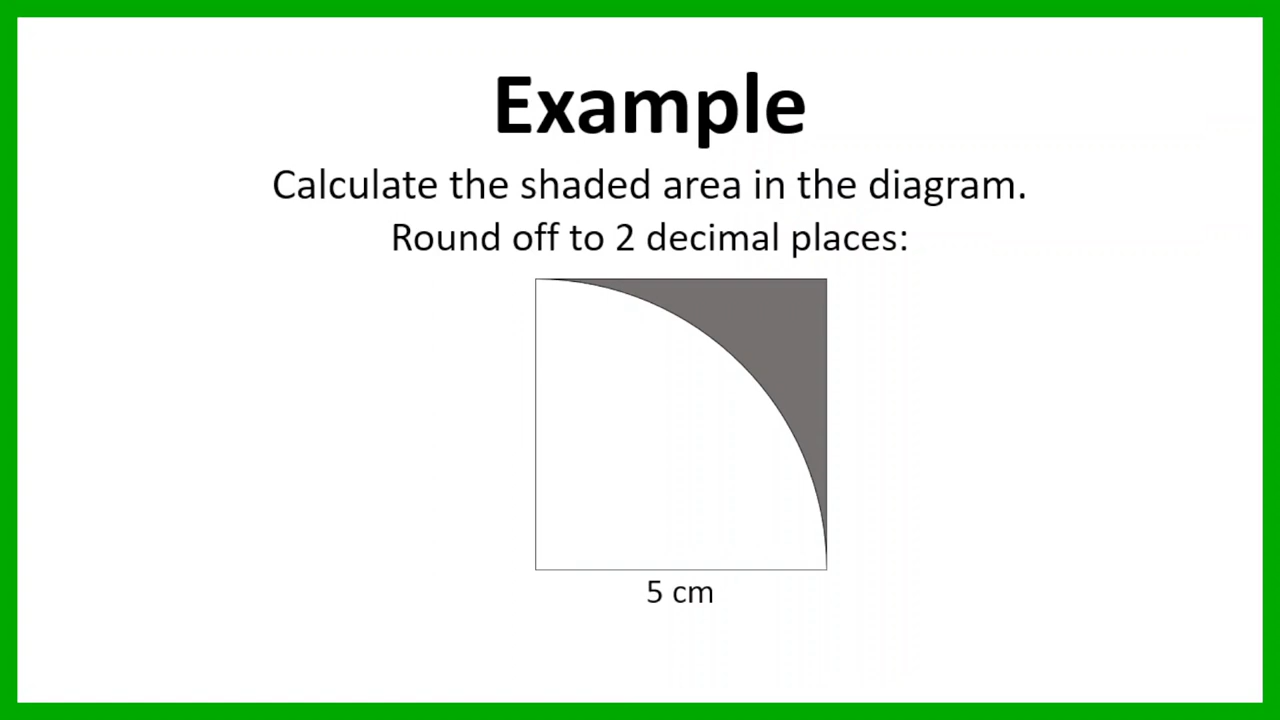 Example
Calculate the shaded area in the diagram.
Round off to 2 decimal places:
5 cm